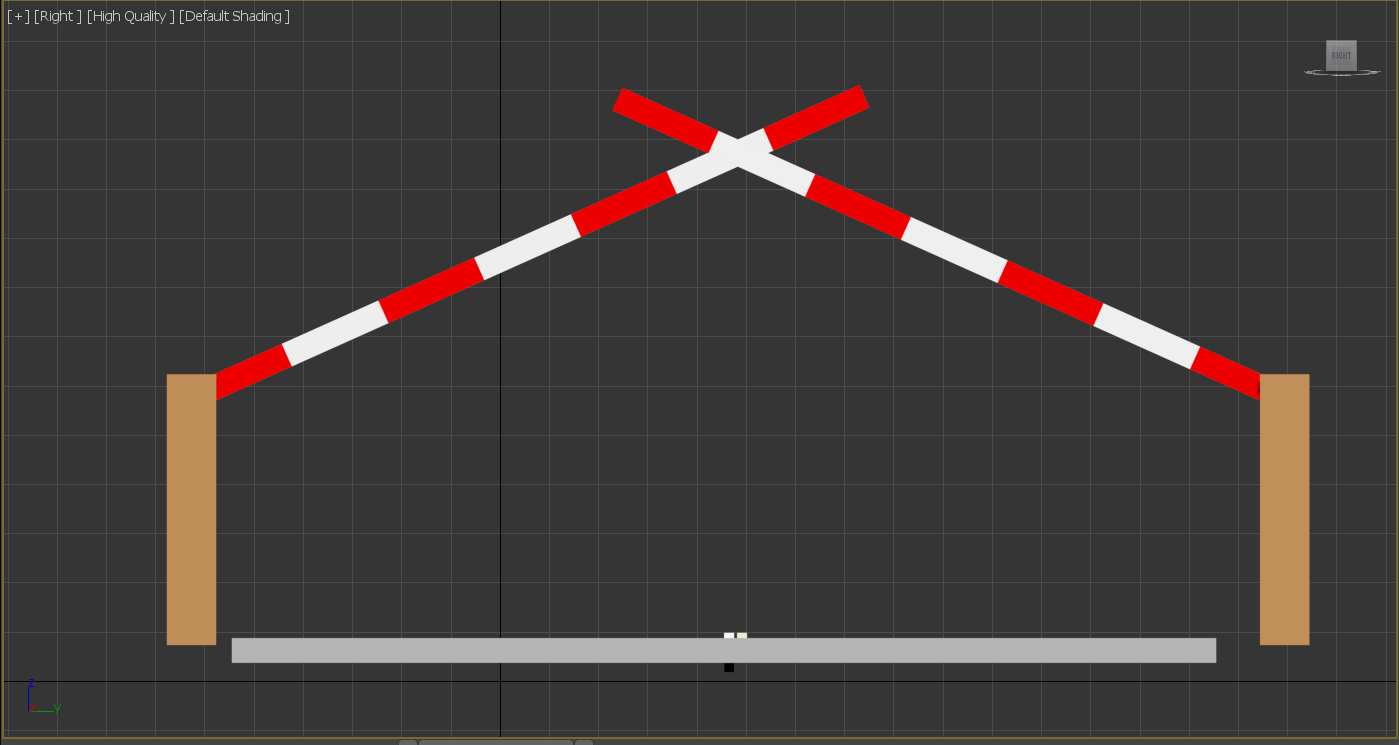 [+] [Right ] [High Quality ] [Default Shading ]
RIGHT
z
y